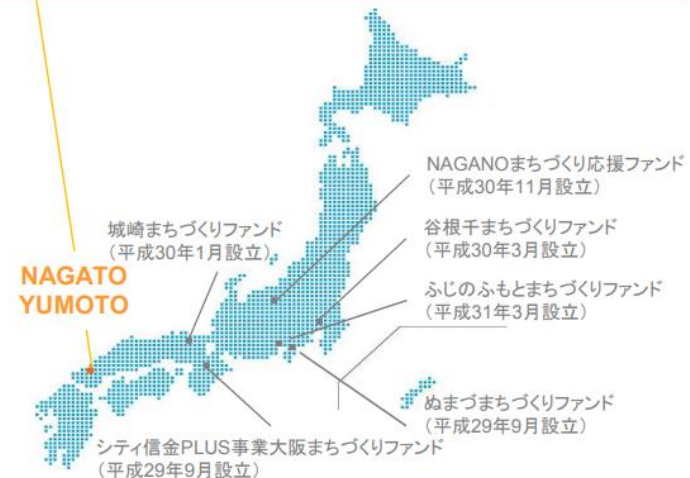 NAGANOまちづくり応援ファンド
（平成30年11月設立）
城崎まちづくりファンド
（平成30年1月設立）
谷根千まちづくりファンド
（平成30年3月設立）
NAGATO
YUMOTO
ふじのふもとまちづくりファンド
（平成31年3月設立）
ぬまづまちづくりファンド
（平成29年9月設立）
シティ信金PLUS事業大阪まちづくりファンド
（平成29年9月設立）